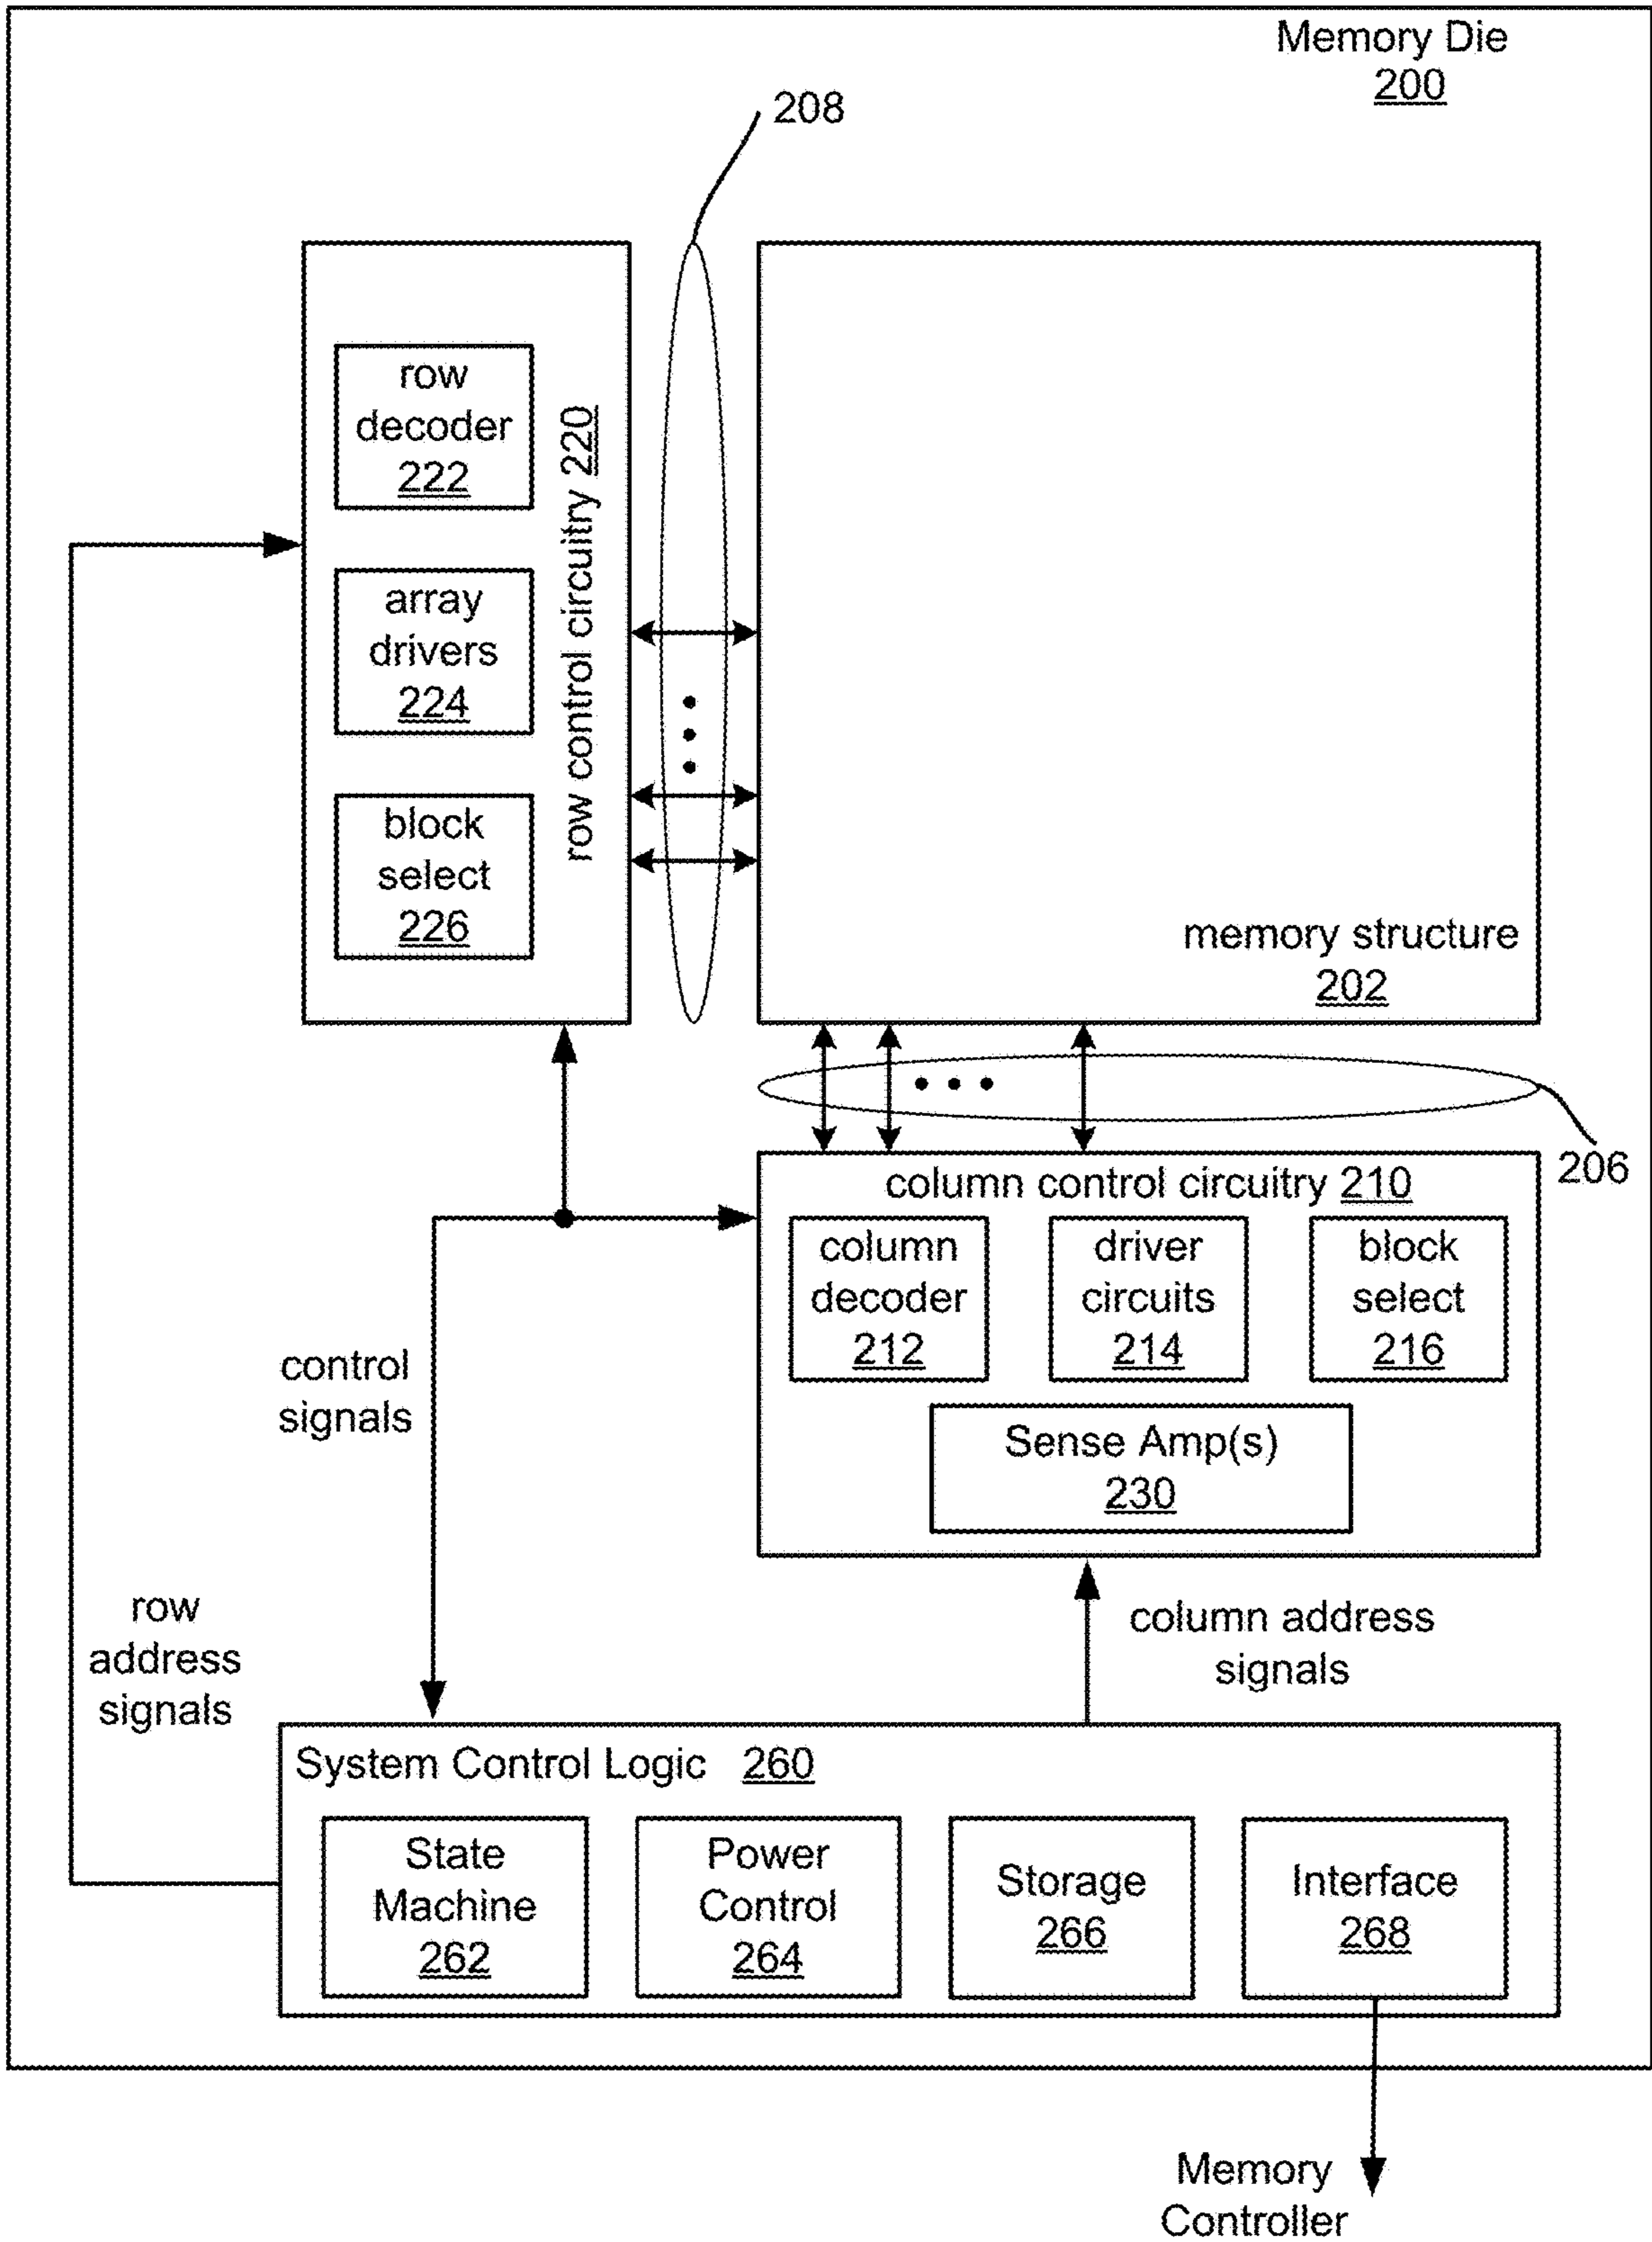 Memory Die
200
208
row
decoder
222
array
drivers
224
block
select
226
row control circuitry 220
memory structure
202
206
column control circuitry 210
column
decoder
212
driver
circuits
214
block
select
216
Sense Amp(s)
230
control
signals
row
address
signals
column address
signals
System Control Logic 260
State
Machine
262
Power
Control
264
Storage
266
Interface
268
Memory
Controller